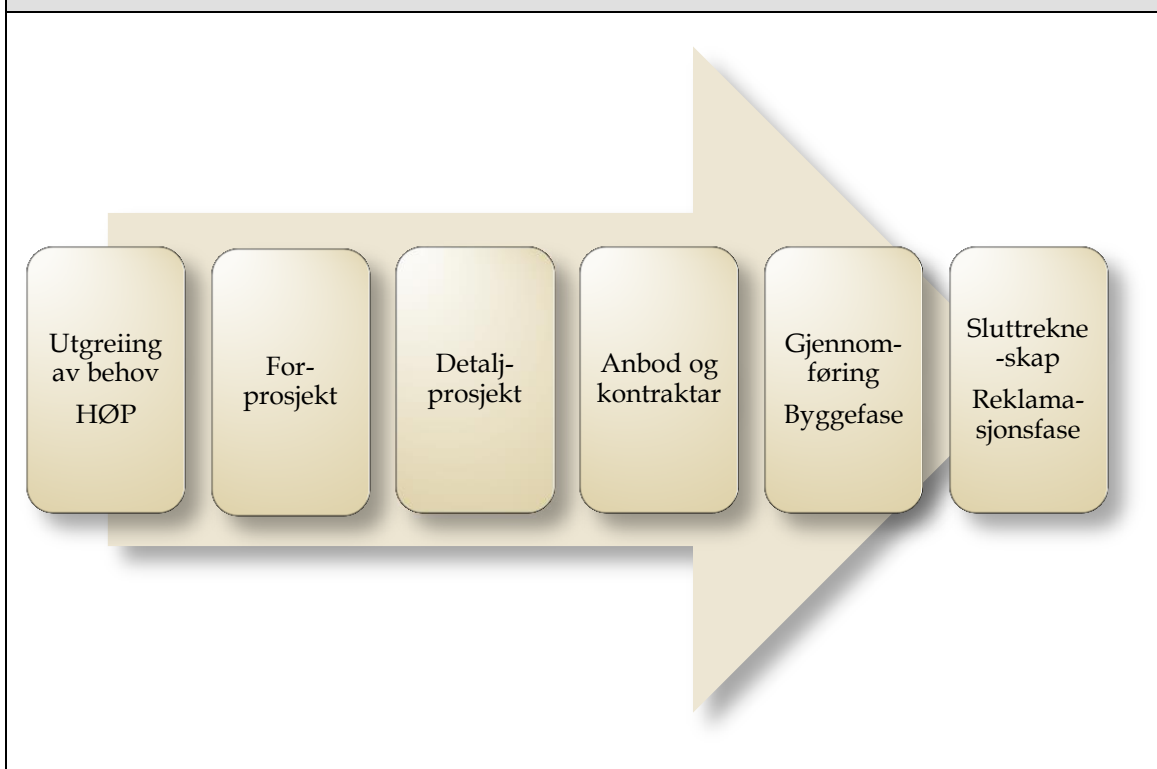 Utgreiing
av behov
HØP
For-
prosjekt
Detalj-
prosjekt
Anbod og
kontraktar
Gjennom-
føring
Byggefase
Sluttrekne
-skap
Reklama-
sjonsfase